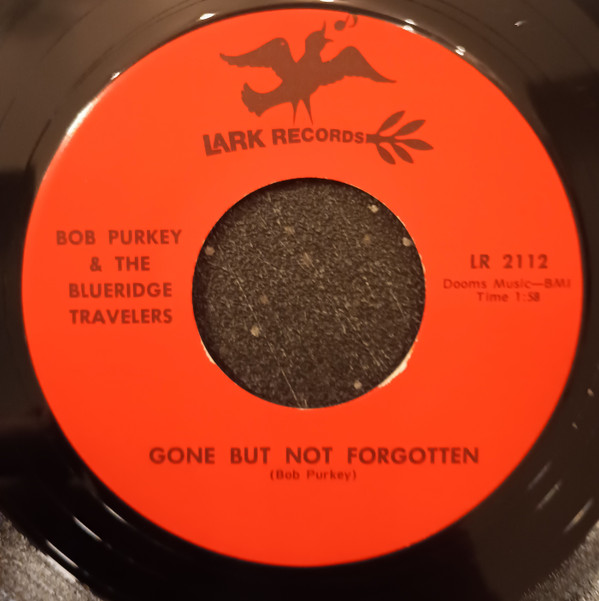 LARK RECORDS
BOB PURKEY
& THE
BLUERIDGE
TRAVELERS
LR 2112
Dooms Music—BMI
Time 1:58
GONE BUT NOT FORGOTTEN
(Bob Purkey)